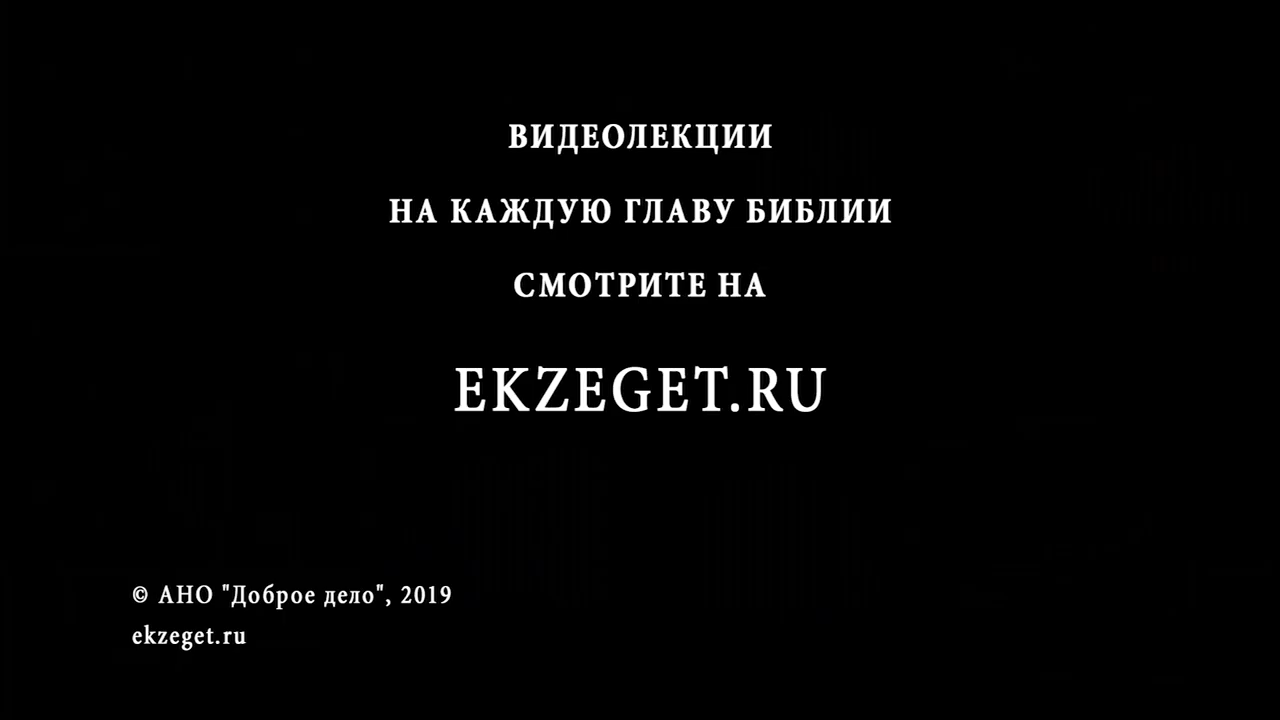 ВИДЕОЛЕКЦИИ
НА КАЖДУЮ ГЛАВУ БИБЛИИ
СМОТРИТЕ НА
EKZEGET.RU
© АНО "Доброе дело", 2019
ekzeget.ru